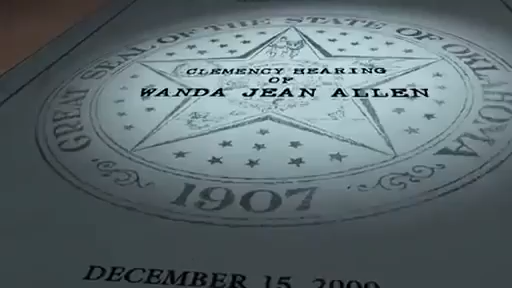 GREAT SEAL OF THE STATE OF OKLAHOMA
CLEMENCY HEARING
OF
WANDA JEAN ALLEN
1907
DECEMBER 15, 2000